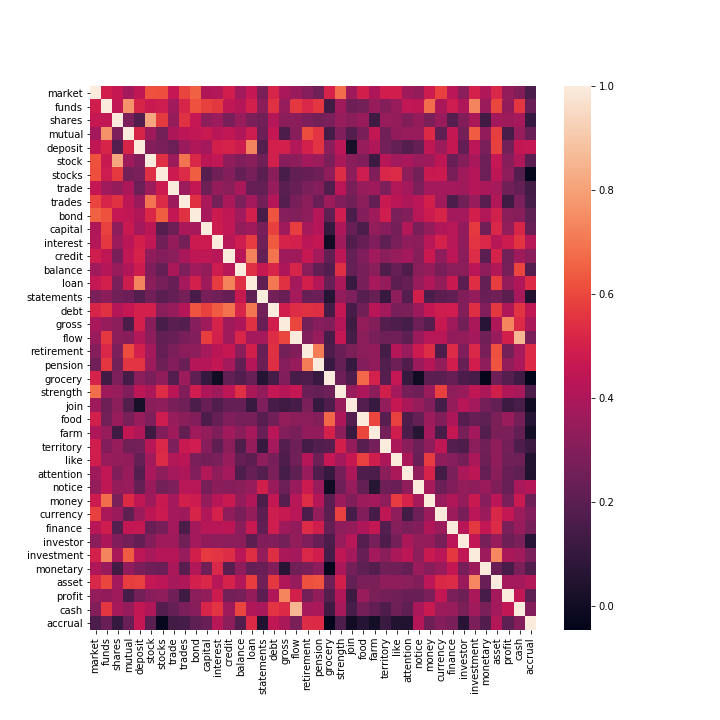 market
funds
shares
mutual
deposit
stock
stocks
trade
trades
bond
capital
interest
credit
balance
loan
statements
debt
gross
flow
retirement
pension
grocery
strength
join
food
farm
territory
like
attention
notice
money
currency
finance
investor
investment
monetary
asset
profit
cash
accrual
market
funds
shares
mutual
deposit
stock
stocks
trade
trades
bond
capital
interest
credit
balance
loan
statements
debt
gross
flow
retirement
pension
grocery
strength
join
food
farm
territory
like
attention
notice
money
currency
finance
investor
investment
monetary
asset
profit
cash
accrual
1.0
0.8
0.6
0.4
0.2
0.0